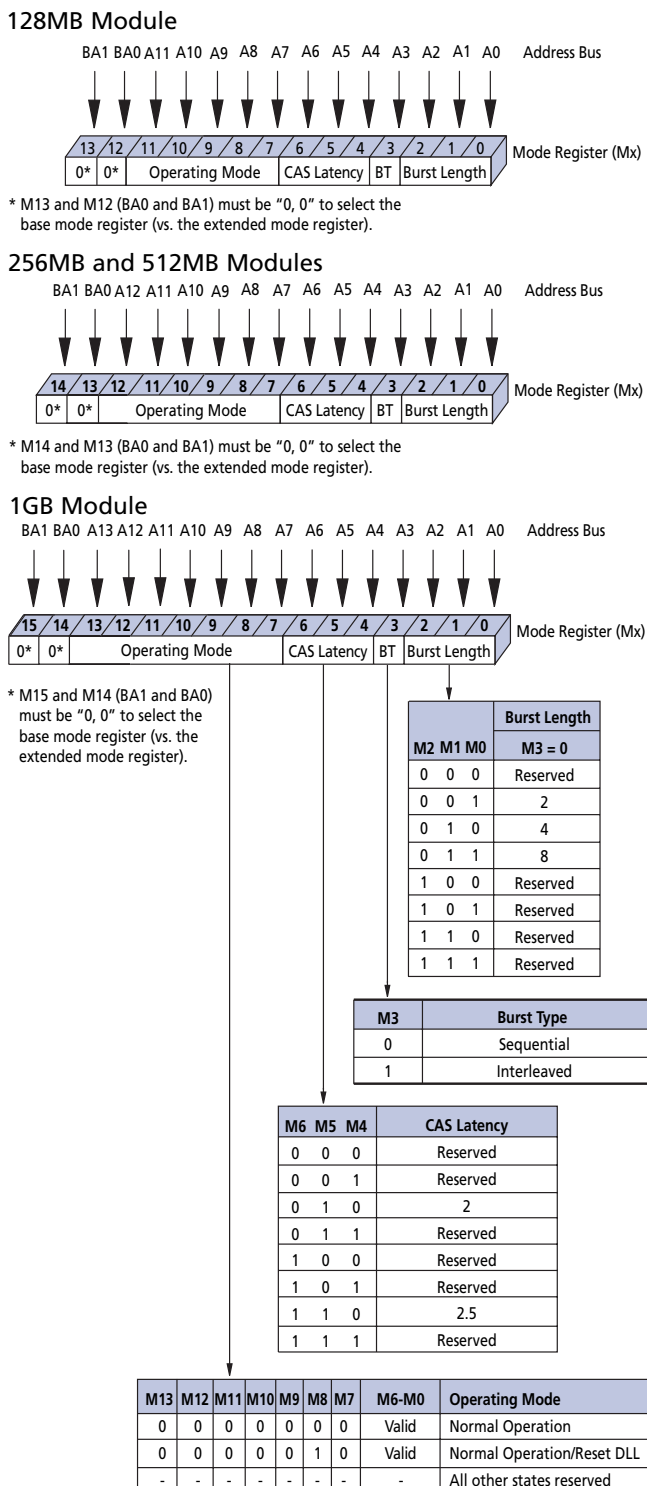 128MB Module
BA1 BA0 A11 A10 A9 A8 A7 A6 A5 A4 A3 A2 A1 A0 Address Bus
13 12 11 10 9 8 7 6 5 4 3 2 1 0 Mode Register (Mx)
0* 0* Operating Mode CAS Latency BT Burst Length
* M13 and M12 (BA0 and BA1) must be “0, 0” to select the
base mode register (vs. the extended mode register).
256MB and 512MB Modules
BA1 BA0 A12 A11 A10 A9 A8 A7 A6 A5 A4 A3 A2 A1 A0 Address Bus
14 13 12 11 10 9 8 7 6 5 4 3 2 1 0 Mode Register (Mx)
0* 0* Operating Mode CAS Latency BT Burst Length
* M14 and M13 (BA0 and BA1) must be “0, 0” to select the
base mode register (vs. the extended mode register).
1GB Module
BA1 BA0 A13 A12 A11 A10 A9 A8 A7 A6 A5 A4 A3 A2 A1 A0 Address Bus
15 14 13 12 11 10 9 8 7 6 5 4 3 2 1 0 Mode Register (Mx)
0* 0* Operating Mode CAS Latency BT Burst Length
* M15 and M14 (BA1 and BA0)
must be “0, 0” to select the
base mode register (vs. the
extended mode register).
Burst Length
M2 M1 M0 M3 = 0
0 0 0 Reserved
0 0 1 2
0 1 0 4
0 1 1 8
1 0 0 Reserved
1 0 1 Reserved
1 1 0 Reserved
1 1 1 Reserved
M3 Burst Type
0 Sequential
1 Interleaved
M6 M5 M4 CAS Latency
0 0 0 Reserved
0 0 1 Reserved
0 1 0 2
0 1 1 Reserved
1 0 0 Reserved
1 0 1 Reserved
1 1 0 2.5
1 1 1 Reserved
M13 M12 M11 M10 M9 M8 M7 M6-M0 Operating Mode
0 0 0 0 0 0 0 Valid Normal Operation
0 0 0 0 0 1 0 Valid Normal Operation/Reset DLL
- - - - - - - - All other states reserved